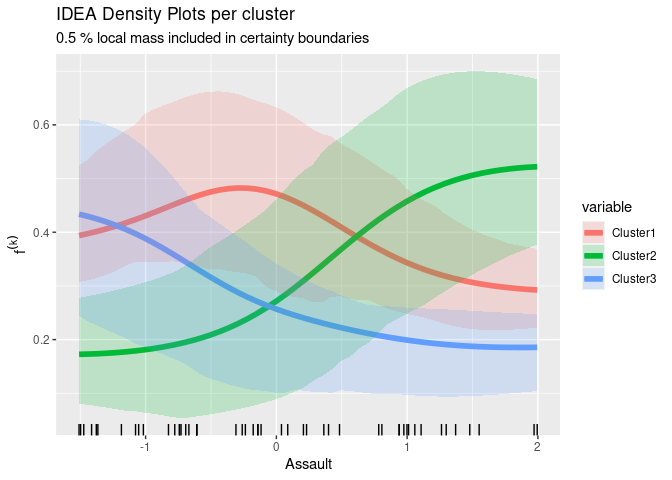 IDEA Density Plots per cluster
0.5 % local mass included in certainty boundaries
f(k)
0.6
0.4
0.2
-1
0
1
2
Assault
variable
Cluster1
Cluster2
Cluster3